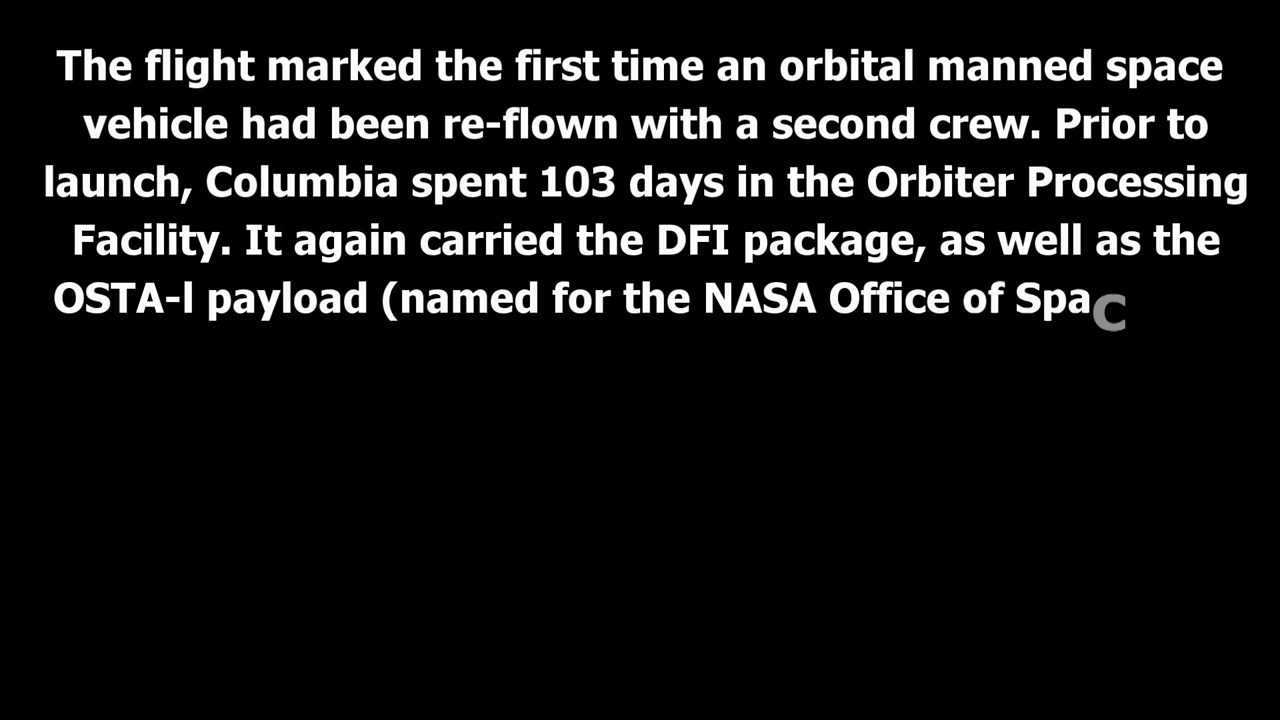 The flight marked the first time an orbital manned space
vehicle had been re-flown with a second crew. Prior to
launch, Columbia spent 103 days in the Orbiter Processing
Facility. It again carried the DFI package, as well as the
OSTA-l payload (named for the NASA Office of Spac